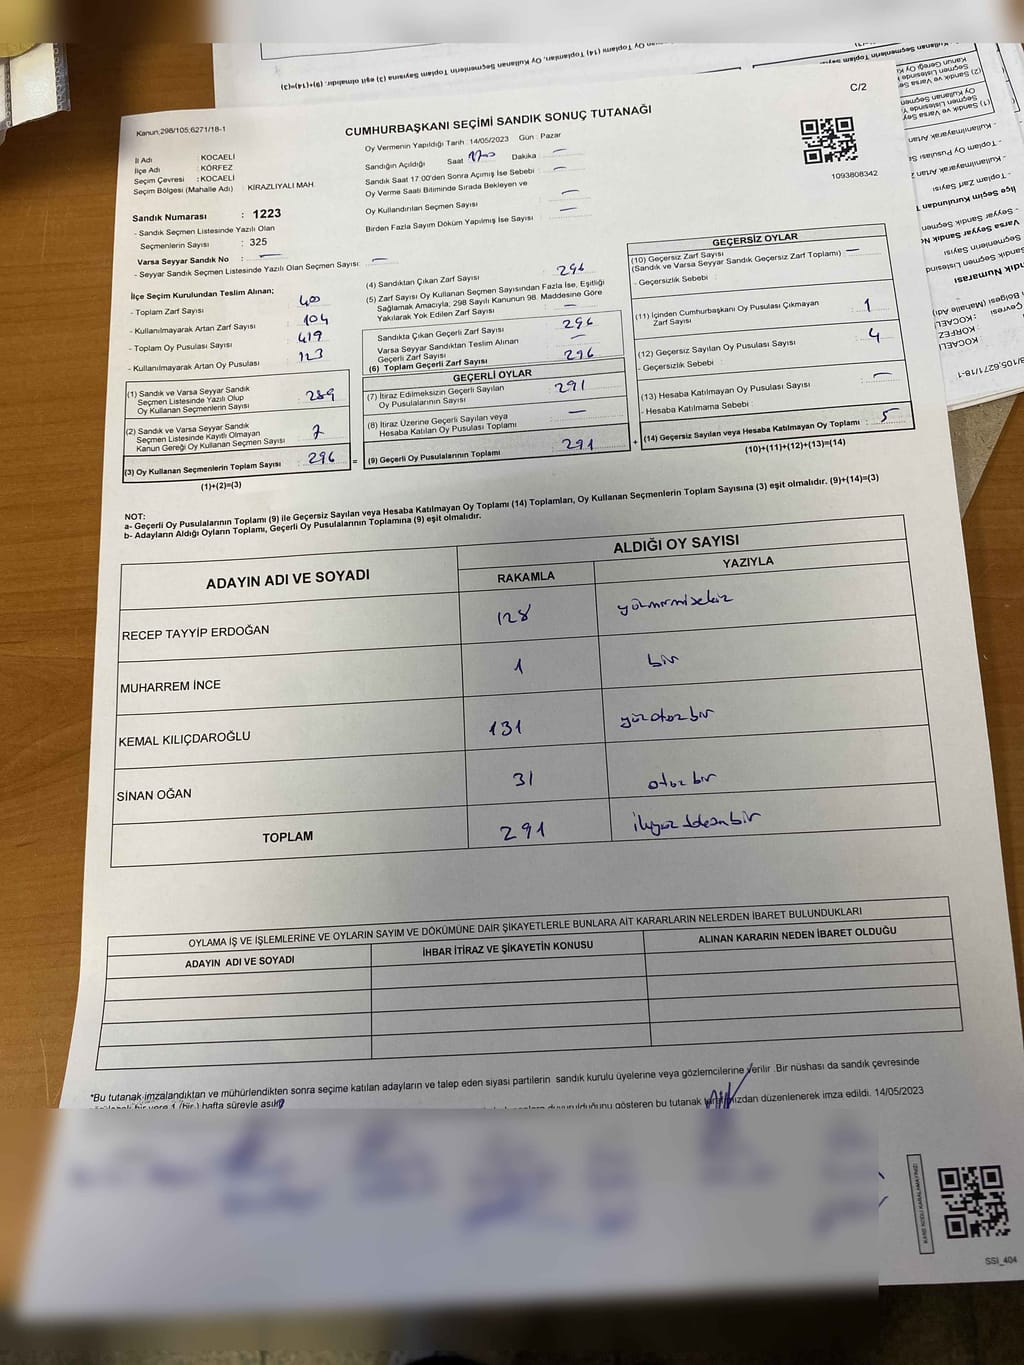 Kanun.298/105;6271/18-1
C/2
CUMHURBAŞKANI SEÇİMİ SANDIK SONUÇ TUTANAĞI
Oy Vermenin Yapıldığı Tarih : 14/05/2023 Gün : Pazar
İl Adı : KOCAELİ
İlçe Adı : KÖRFEZ
Seçim Çevresi : KOCAELİ
Seçim Bölgesi (Mahalle Adı) : KİRAZLIYALI MAH.
Sandığın Açıldığı Saat 1700 Dakika : —
Sandık Saat 17:00'den Sonra Açımış İse Sebebi : —
Oy Verme Saati Bitiminde Sırada Bekleyen ve
Oy Kullandırılan Seçmen Sayısı : —
Birden Fazla Sayım Döküm Yapılmış İse Sayısı : —
1093808342
Sandık Numarası : 1223
- Sandık Seçmen Listesinde Yazılı Olan
Seçmenlerin Sayısı : 325
Varsa Seyyar Sandık No : —
- Seyyar Sandık Seçmen Listesinde Yazılı Olan Seçmen Sayısı: —
İlçe Seçim Kurulundan Teslim Alınan;
- Toplam Zarf Sayısı : 400
- Kullanılmayarak Artan Zarf Sayısı : 104
- Toplam Oy Pusulası Sayısı : 419
- Kullanılmayarak Artan Oy Pusulası : 123
(1) Sandık ve Varsa Seyyar Sandık
Seçmen Listesinde Yazılı Olup
Oy Kullanan Seçmenlerin Sayısı : 289
(2) Sandık ve Varsa Seyyar Sandık
Seçmen Listesinde Kayıtlı Olmayan
Kanun Gereği Oy Kullanan Seçmen Sayısı : 7
(3) Oy Kullanan Seçmenlerin Toplam Sayısı : 296
(1)+(2)=(3)
(4) Sandıktan Çıkan Zarf Sayısı : 296
(5) Zarf Sayısı Oy Kullanan Seçmen Sayısından Fazla İse, Eşitliği
Sağlamak Amacıyla, 298 Sayılı Kanunun 98. Maddesine Göre
Yakılarak Yok Edilen Zarf Sayısı : —
Sandıkta Çıkan Geçerli Zarf Sayısı : 296
Varsa Seyyar Sandıktan Teslim Alınan
Geçerli Zarf Sayısı : —
(6) Toplam Geçerli Zarf Sayısı : 296
GEÇERLİ OYLAR
(7) İtiraz Edilmeksizin Geçerli Sayılan
Oy Pusulalarının Sayısı : 291
(8) İtiraz Üzerine Geçerli Sayılan veya
Hesaba Katılan Oy Pusulası Toplamı : —
(9) Geçerli Oy Pusulalarının Toplamı : 291
GEÇERSİZ OYLAR
(10) Geçersiz Zarf Sayısı
(Sandık ve Varsa Seyyar Sandık Geçersiz Zarf Toplamı) : —
- Geçersizlik Sebebi :
(11) İçinden Cumhurbaşkanı Oy Pusulası Çıkmayan
Zarf Sayısı : 1
(12) Geçersiz Sayılan Oy Pusulası Sayısı : 4
- Geçersizlik Sebebi :
(13) Hesaba Katılmayan Oy Pusulası Sayısı : —
- Hesaba Katılmama Sebebi :
(14) Geçersiz Sayılan veya Hesaba Katılmayan Oy Toplamı : 5
(10)+(11)+(12)+(13)=(14)
NOT:
a- Geçerli Oy Pusulalarının Toplamı (9) ile Geçersiz Sayılan veya Hesaba Katılmayan Oy Toplamı (14) Toplamları, Oy Kullanan Seçmenlerin Toplam Sayısına (3) eşit olmalıdır. (9)+(14)=(3)
b- Adayların Aldığı Oyların Toplamı, Geçerli Oy Pusulalarının Toplamına (9) eşit olmalıdır.
ADAYIN ADI VE SOYADI
ALDIĞI OY SAYISI
RAKAMLA YAZIYLA
RECEP TAYYİP ERDOĞAN 128 yüzyirmisekiz
MUHARREM İNCE 1 bir
KEMAL KILIÇDAROĞLU 131 yüzotuzbir
SİNAN OĞAN 31 otuzbir
TOPLAM 291 ikiyüzdoksanbir
OYLAMA İŞ VE İŞLEMLERİNE VE OYLARIN SAYIM VE DÖKÜMÜNE DAİR ŞİKAYETLERLE BUNLARA AİT KARARLARIN NELERDEN İBARET BULUNDUKLARI
ADAYIN ADI VE SOYADI
İHBAR İTİRAZ VE ŞİKAYETİN KONUSU
ALINAN KARARIN NEDEN İBARET OLDUĞU
*Bu tutanak imzalandıktan ve mühürlendikten sonra seçime katılan adayların ve talep eden siyasi partilerin sandık kurulu üyelerine veya gözlemcilerine verilir .Bir nüshası da sandık çevresinde
hafta süreyle duyurulduğunu gösteren bu tutanak düzenlenerek imza edildi. 14/05/2023
SSI_404